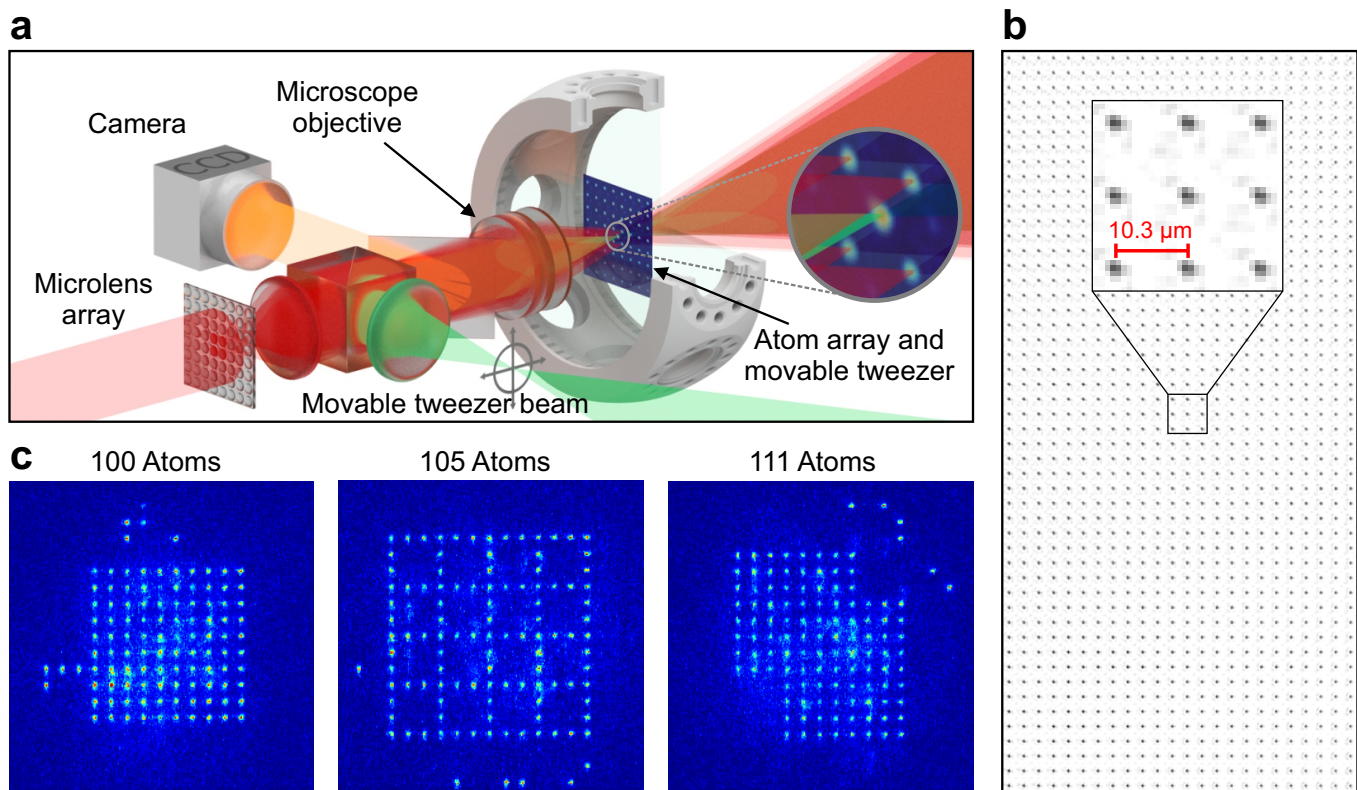 a
Camera
CCD
Microscope
objective
Microlens
array
Movable tweezer beam
Atom array and
movable tweezer
b
10.3 μm
c
100 Atoms
105 Atoms
111 Atoms